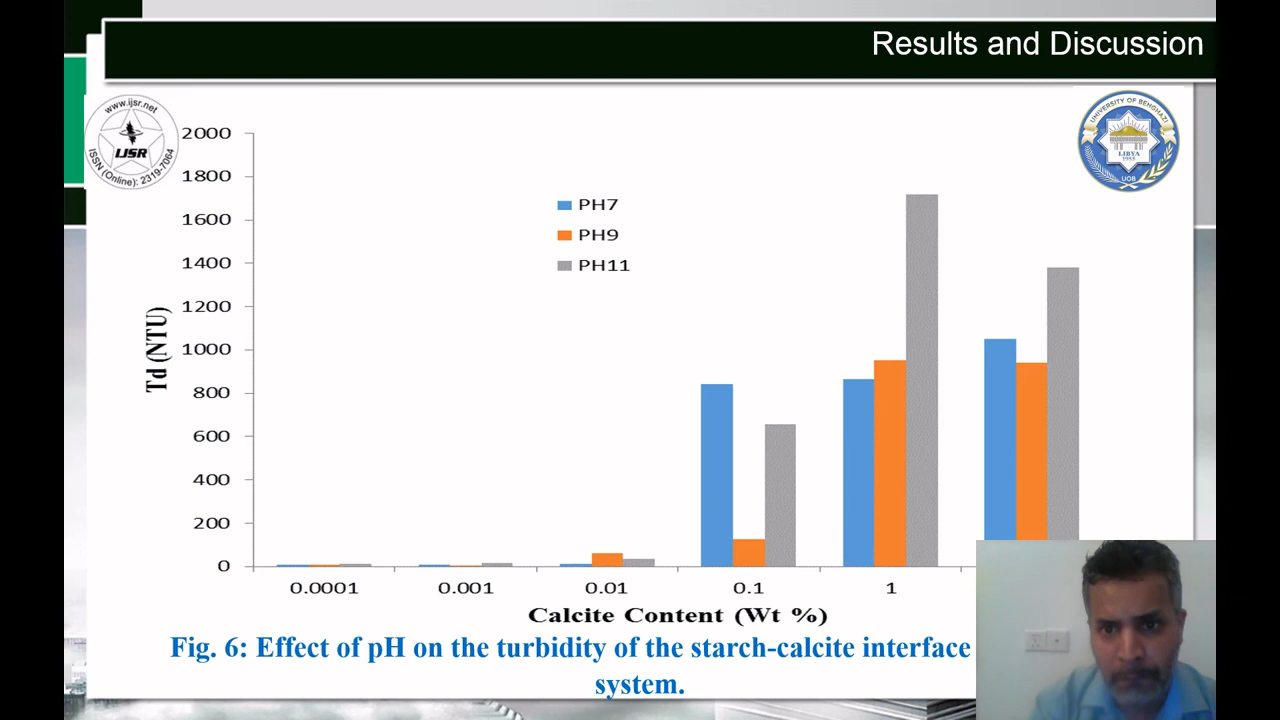 Results and Discussion
www.ijsr.net
IJSR
ISSN (Online): 2319-7064
UNIVERSITY OF BENGHAZI
LIBYA
1955
UOB
2000
1800
1600
1400
1200
1000
800
600
400
200
0
Td (NTU)
PH7
PH9
PH11
0.0001
0.001
0.01
0.1
1
Calcite Content (Wt %)
Fig. 6: Effect of pH on the turbidity of the starch-calcite interface
system.